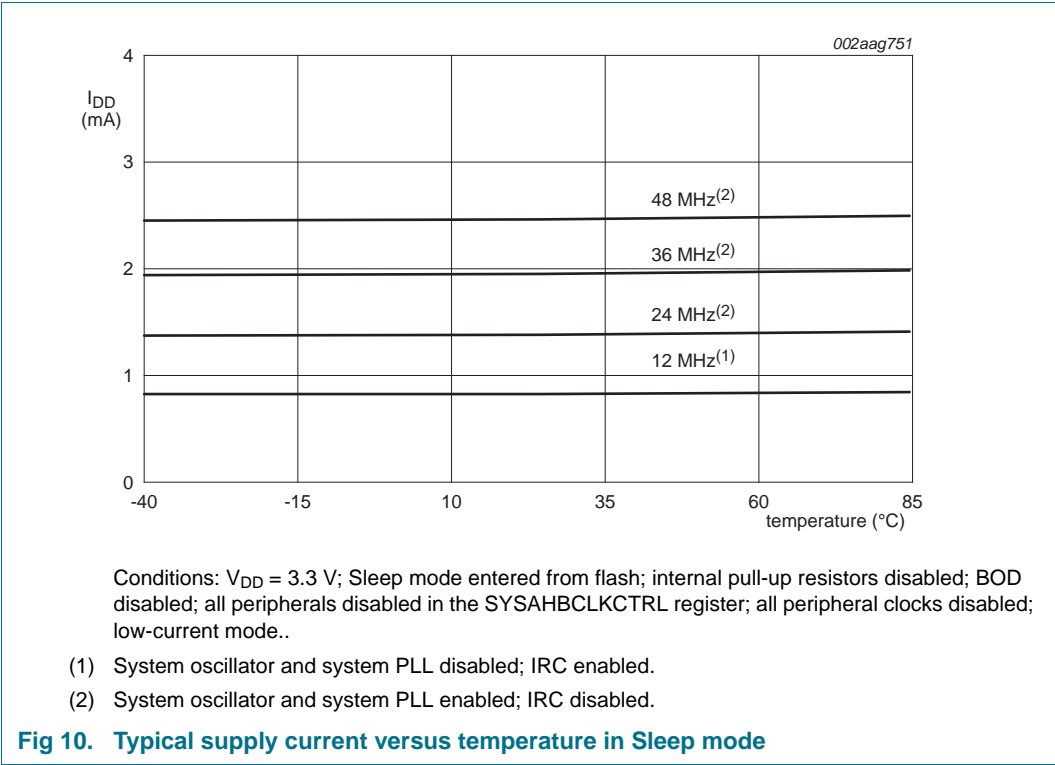 002aag751
4
IDD
(mA)
3
48 MHz(2)
36 MHz(2)
2
24 MHz(2)
12 MHz(1)
1
0
-40 -15 10 35 60 85
temperature (°C)
Conditions: VDD = 3.3 V; Sleep mode entered from flash; internal pull-up resistors disabled; BOD
disabled; all peripherals disabled in the SYSAHBCLKCTRL register; all peripheral clocks disabled;
low-current mode..
(1) System oscillator and system PLL disabled; IRC enabled.
(2) System oscillator and system PLL enabled; IRC disabled.
Fig 10. Typical supply current versus temperature in Sleep mode